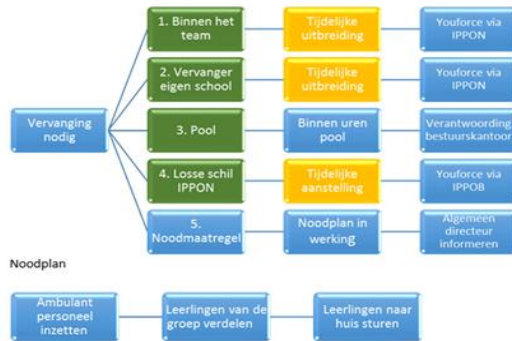 1. Binnen het
team
Tijdelijke
uitbreiding
Youforce via
IPPON
2. Vervanger
eigen school
Tijdelijke
uitbreiding
Youforce via
IPPON
Vervanging
nodig
3. Pool
Binnen uren
pool
Verantwoording
bestuurskantoor
4. Losse schil
IPPON
Tijdelijke
aanstelling
Youforce via
IPPOB
5.
Noodmaatregel
Noodplan in
werking
Algemeen
directeur
informeren
Noodplan
Ambulant
personeel
inzetten
Leerlingen van de
groep verdelen
Leerlingen naar
huis sturen